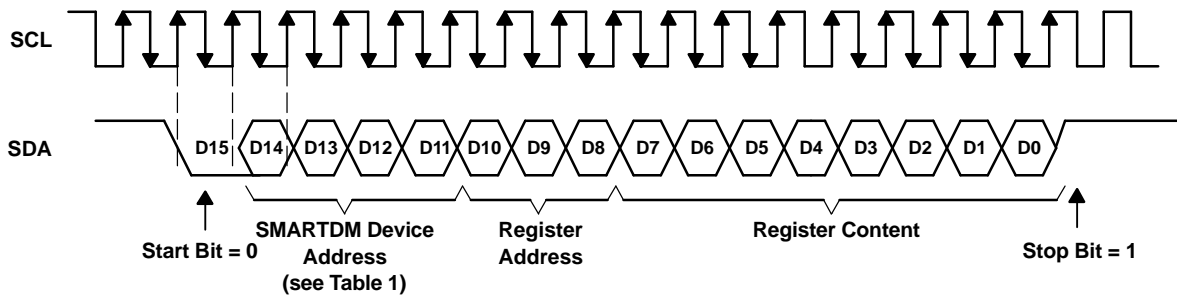 SCL
SDA
D15 D14 D13 D12 D11 D10 D9 D8 D7 D6 D5 D4 D3 D2 D1 D0
Start Bit = 0
SMARTDM Device
Address
(see Table 1)
Register
Address
Register Content
Stop Bit = 1